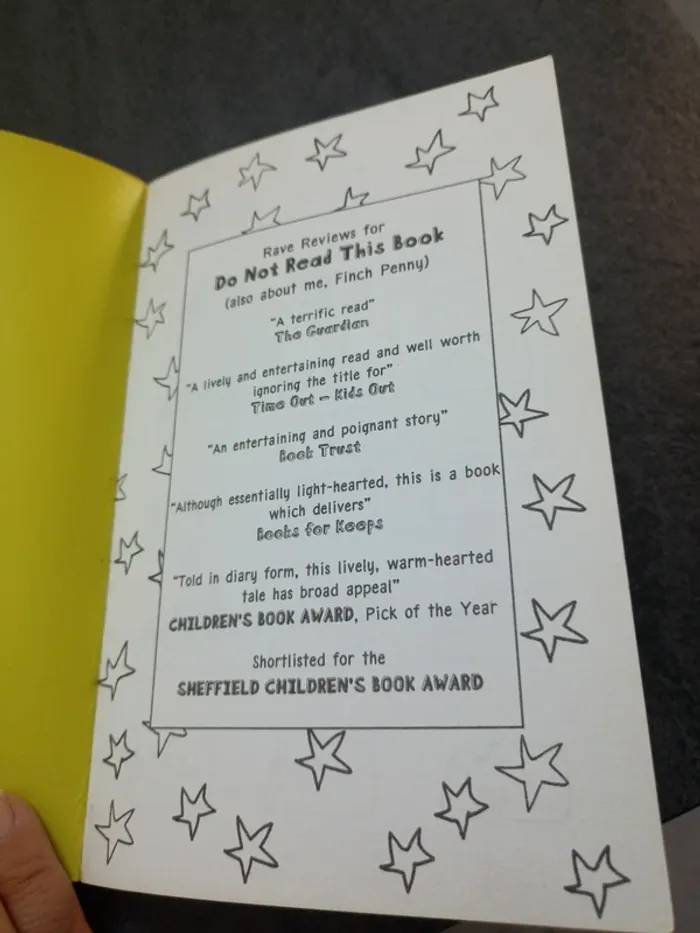 Rave Reviews for
Do Not Read This Book
(also about me, Finch Penny)
"A terrific read"
The Guardian
"A lively and entertaining read and well worth
ignoring the title for"
Time Out – Kids Out
"An entertaining and poignant story"
Book Trust
"Although essentially light-hearted, this is a book
which delivers"
Books for Keeps
"Told in diary form, this lively, warm-hearted
tale has broad appeal"
CHILDREN'S BOOK AWARD, Pick of the Year
Shortlisted for the
SHEFFIELD CHILDREN'S BOOK AWARD